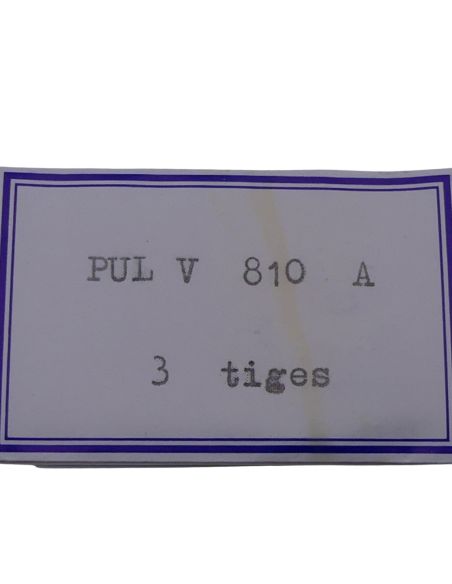 PUL V 810 A
3 tiges